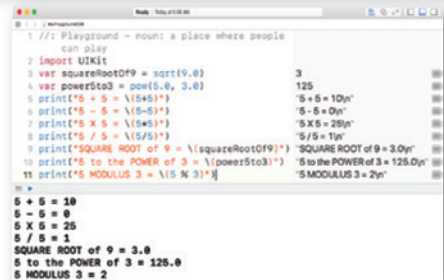 Ready | Today at 11:38 AM
MyPlayground
1 //: Playground – noun: a place where people
can play
2 import UIKit
3 var squareRootOf9 = sqrt(9.0) 3
4 var power5to3 = pow(5.0, 3.0) 125
5 print("5 + 5 = \(5+5)") "5 + 5 = 10\n"
6 print("5 - 5 = \(5-5)") "5 - 5 = 0\n"
7 print("5 X 5 = \(5*5)") "5 X 5 = 25\n"
8 print("5 / 5 = \(5/5)") "5 / 5 = 1\n"
9 print("SQUARE ROOT of 9 = \(squareRootOf9)") "SQUARE ROOT of 9 = 3.0\n"
10 print("5 to the POWER of 3 = \(power5to3)") "5 to the POWER of 3 = 125.0\n"
11 print("5 MODULUS 3 = \(5 % 3)") "5 MODULUS 3 = 2\n"
5 + 5 = 10
5 - 5 = 0
5 X 5 = 25
5 / 5 = 1
SQUARE ROOT of 9 = 3.0
5 to the POWER of 3 = 125.0
5 MODULUS 3 = 2